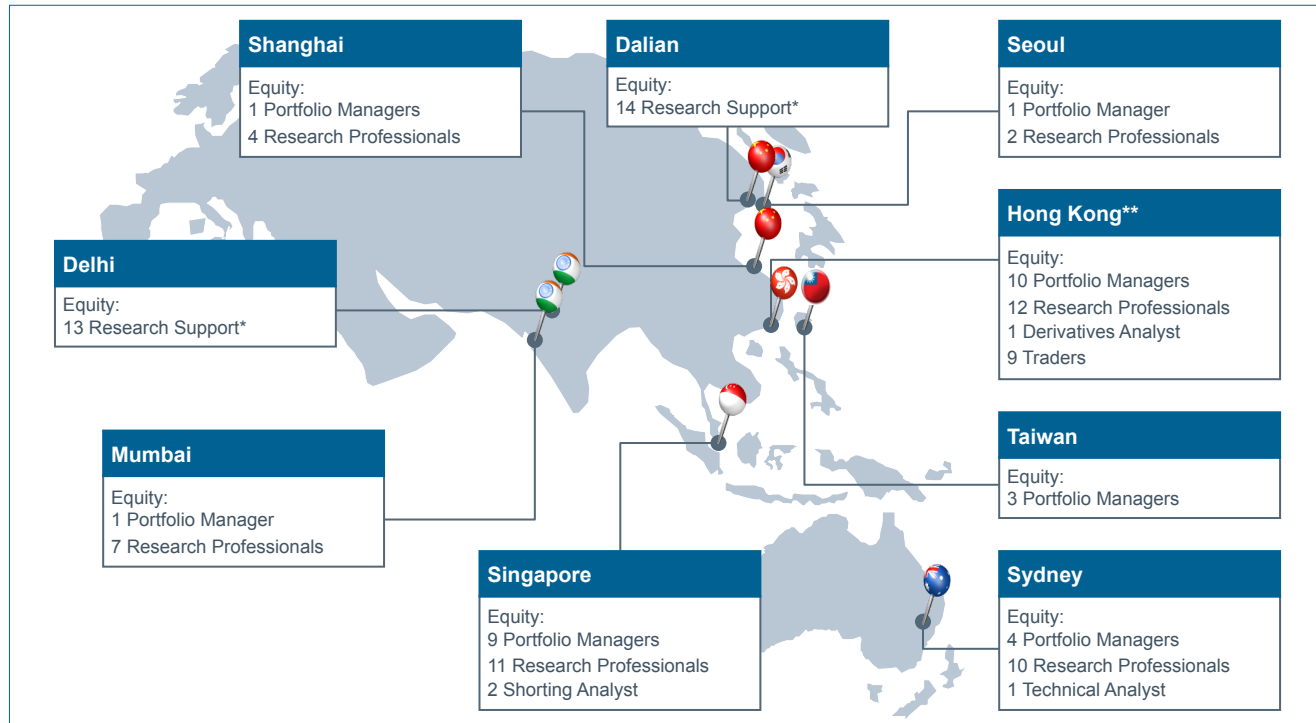 Shanghai
Equity:
1 Portfolio Managers
4 Research Professionals
Dalian
Equity:
14 Research Support*
Seoul
Equity:
1 Portfolio Manager
2 Research Professionals
Hong Kong**
Equity:
10 Portfolio Managers
12 Research Professionals
1 Derivatives Analyst
9 Traders
Delhi
Equity:
13 Research Support*
Mumbai
Equity:
1 Portfolio Manager
7 Research Professionals
Taiwan
Equity:
3 Portfolio Managers
Singapore
Equity:
9 Portfolio Managers
11 Research Professionals
2 Shorting Analyst
Sydney
Equity:
4 Portfolio Managers
10 Research Professionals
1 Technical Analyst